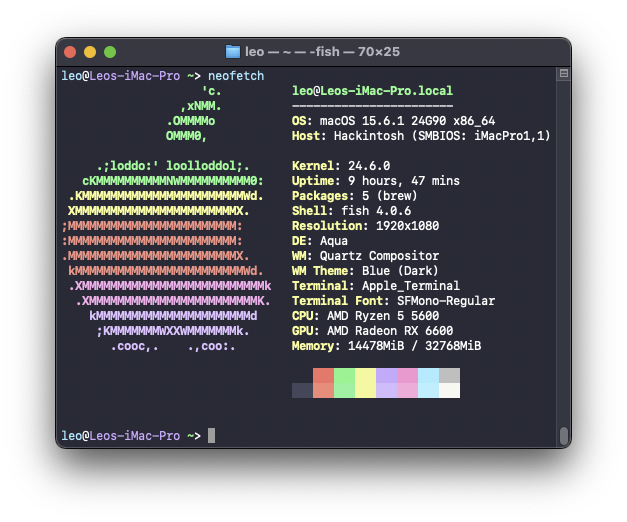 leo — ~ — -fish — 70×25
leo@Leos-iMac-Pro ~> neofetch
                    'c.          leo@Leos-iMac-Pro.local
                 ,xNMM.          -----------------------
               .OMMMMo           OS: macOS 15.6.1 24G90 x86_64
               OMMM0,            Host: Hackintosh (SMBIOS: iMacPro1,1)
     .;loddo:' loolloddol;.      Kernel: 24.6.0
   cKMMMMMMMMMMNWMMMMMMMMMM0:    Uptime: 9 hours, 47 mins
 .KMMMMMMMMMMMMMMMMMMMMMMMWd.    Packages: 5 (brew)
 XMMMMMMMMMMMMMMMMMMMMMMMX.      Shell: fish 4.0.6
;MMMMMMMMMMMMMMMMMMMMMMMM:       Resolution: 1920x1080
:MMMMMMMMMMMMMMMMMMMMMMMM:       DE: Aqua
.MMMMMMMMMMMMMMMMMMMMMMMMX.      WM: Quartz Compositor
 kMMMMMMMMMMMMMMMMMMMMMMMMWd.    WM Theme: Blue (Dark)
 .XMMMMMMMMMMMMMMMMMMMMMMMMMMk   Terminal: Apple_Terminal
  .XMMMMMMMMMMMMMMMMMMMMMMMMK.   Terminal Font: SFMono-Regular
    kMMMMMMMMMMMMMMMMMMMMMMd     CPU: AMD Ryzen 5 5600
     ;KMMMMMMMWXXWMMMMMMMk.      GPU: AMD Radeon RX 6600
       .cooc,.    .,coo:.        Memory: 14478MiB / 32768MiB
leo@Leos-iMac-Pro ~>